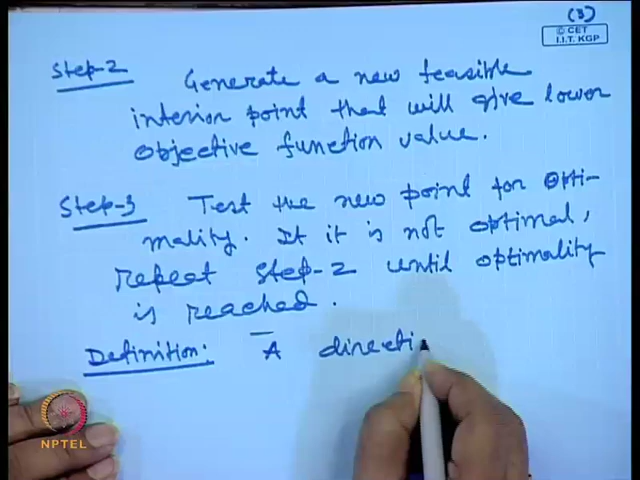 (3)
© CET
I.I.T. KGP
Step-2 Generate a new feasible
interior point that will give lower
objective function value.
Step-3 Test the new point for opti-
mality. If it is not optimal,
repeat Step-2 until optimality
is reached.
Definition: A directi
NPTEL